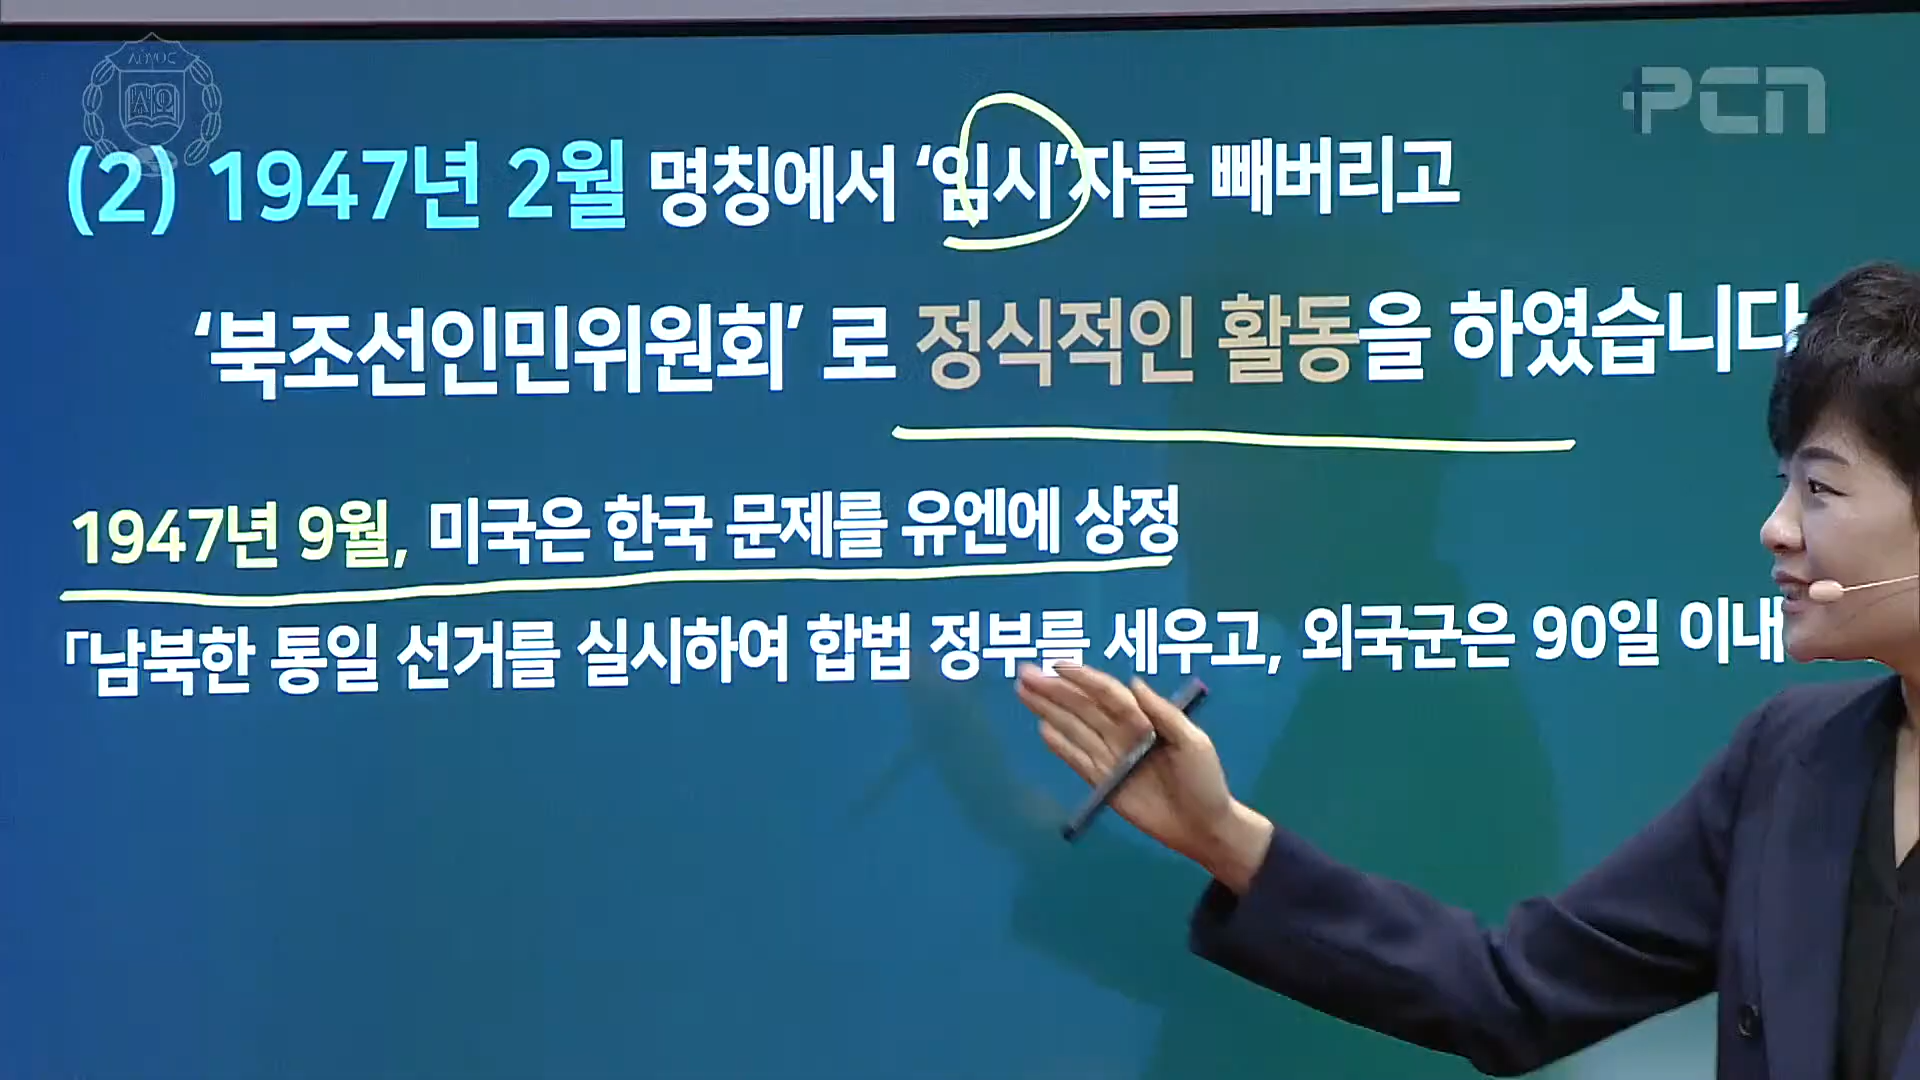 ΛΟΓΟС
ΑΩ
PCN
(2) 1947년 2월 명칭에서 ‘임시’자를 빼버리고
‘북조선인민위원회’ 로 정식적인 활동을 하였습니다
1947년 9월, 미국은 한국 문제를 유엔에 상정
「남북한 통일 선거를 실시하여 합법 정부를 세우고, 외국군은 90일 이내